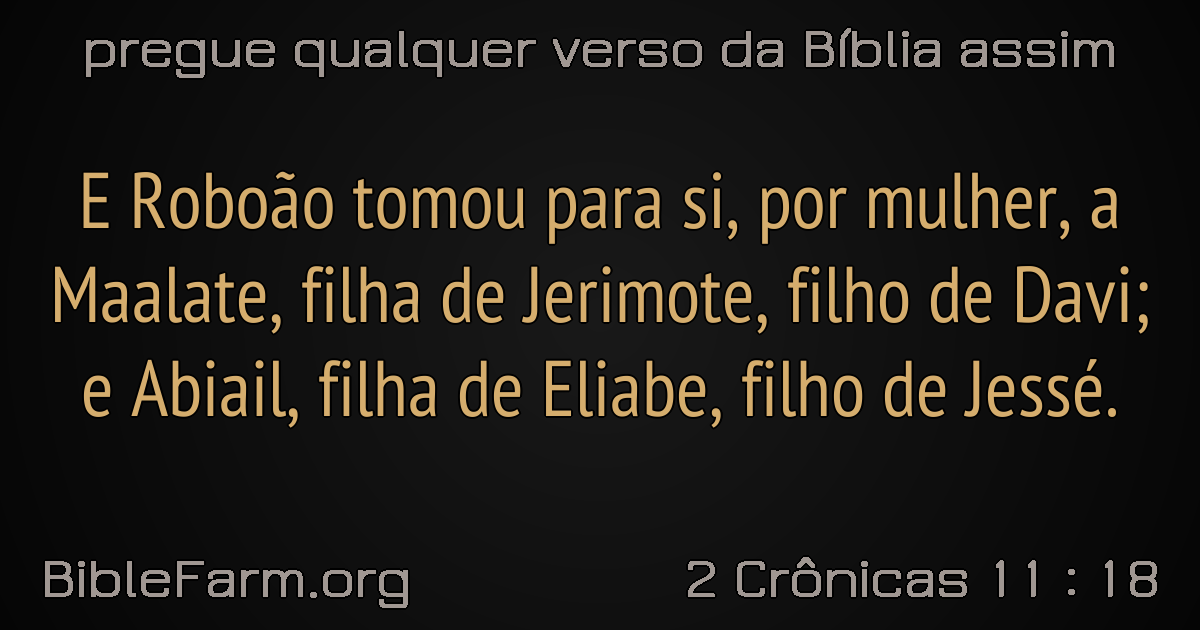 pregue qualquer verso da Bíblia assim
E Roboão tomou para si, por mulher, a
Maalate, filha de Jerimote, filho de Davi;
e Abiail, filha de Eliabe, filho de Jessé.
BibleFarm.org
2 Crônicas 11 : 18